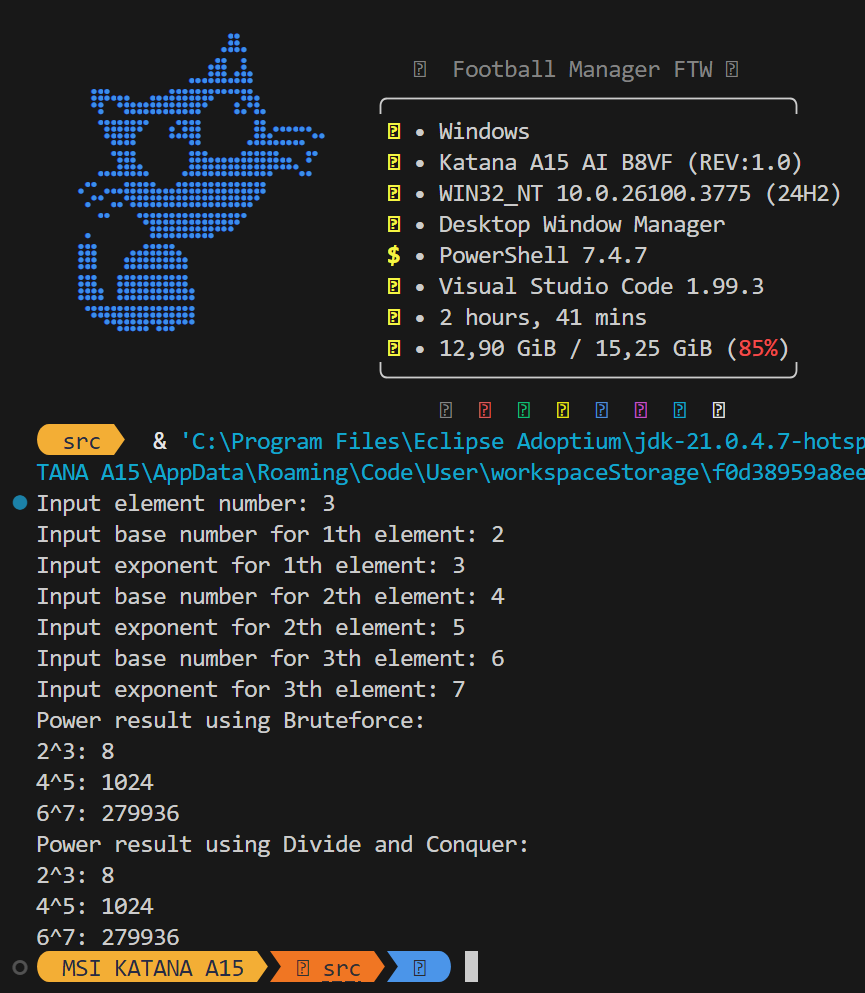 Football Manager FTW
• Windows
• Katana A15 AI B8VF (REV:1.0)
• WIN32_NT 10.0.26100.3775 (24H2)
• Desktop Window Manager
$ • PowerShell 7.4.7
• Visual Studio Code 1.99.3
• 2 hours, 41 mins
• 12,90 GiB / 15,25 GiB (85%)
src & 'C:\Program Files\Eclipse Adoptium\jdk-21.0.4.7-hotsp
TANA A15\AppData\Roaming\Code\User\workspaceStorage\f0d38959a8ee
Input element number: 3
Input base number for 1th element: 2
Input exponent for 1th element: 3
Input base number for 2th element: 4
Input exponent for 2th element: 5
Input base number for 3th element: 6
Input exponent for 3th element: 7
Power result using Bruteforce:
2^3: 8
4^5: 1024
6^7: 279936
Power result using Divide and Conquer:
2^3: 8
4^5: 1024
6^7: 279936
MSI KATANA A15 src